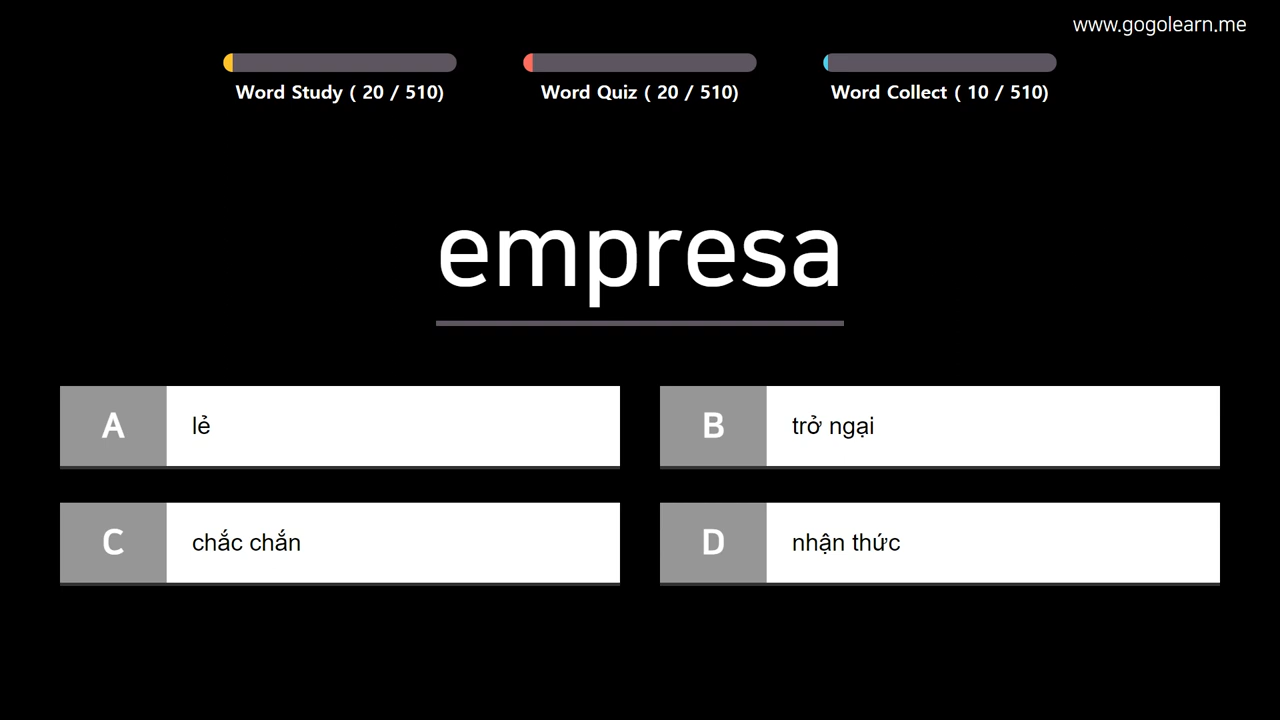 www.gogolearn.me
Word Study ( 20 / 510)
Word Quiz ( 20 / 510)
Word Collect ( 10 / 510)
empresa
A lẻ
B trở ngại
C chắc chắn
D nhận thức